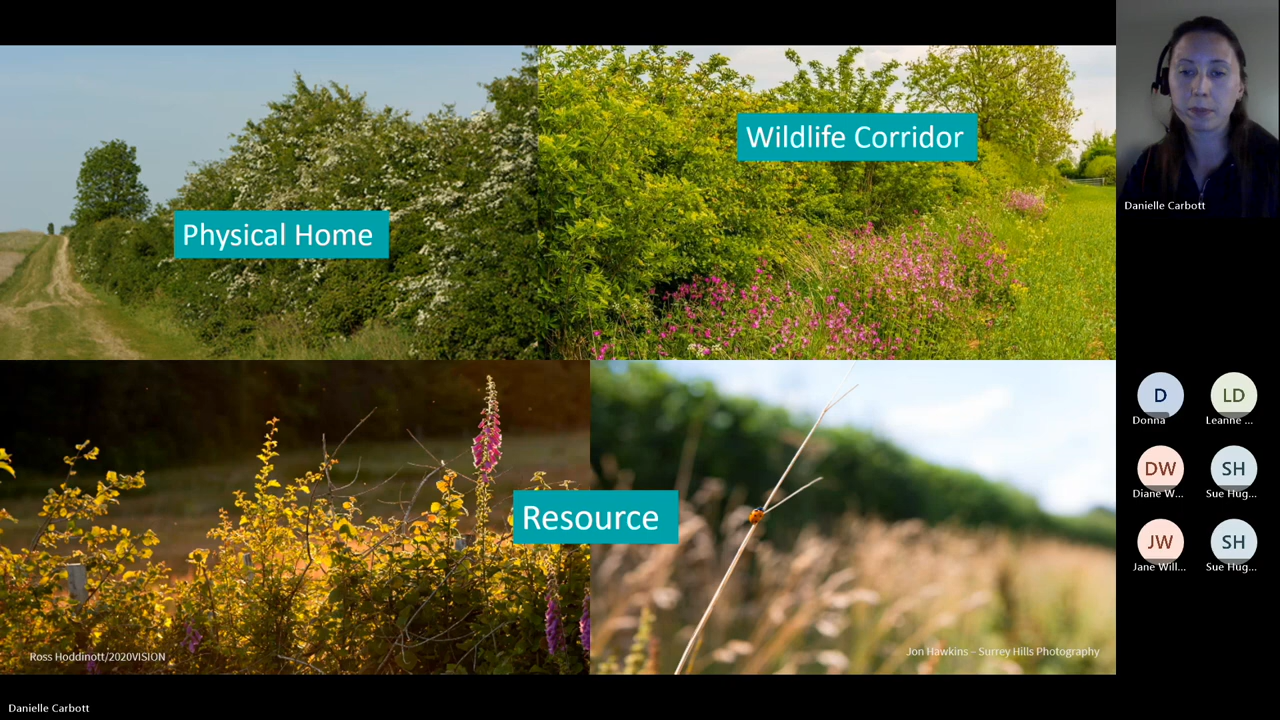 Physical Home
Wildlife Corridor
Resource
Ross Hoddinott/2020VISION
Jon Hawkins – Surrey Hills Photography
Danielle Carbott
D
Donna
LD
Leanne ...
DW
Diane W...
SH
Sue Hug...
JW
Jane Will...
SH
Sue Hug...
Danielle Carbott